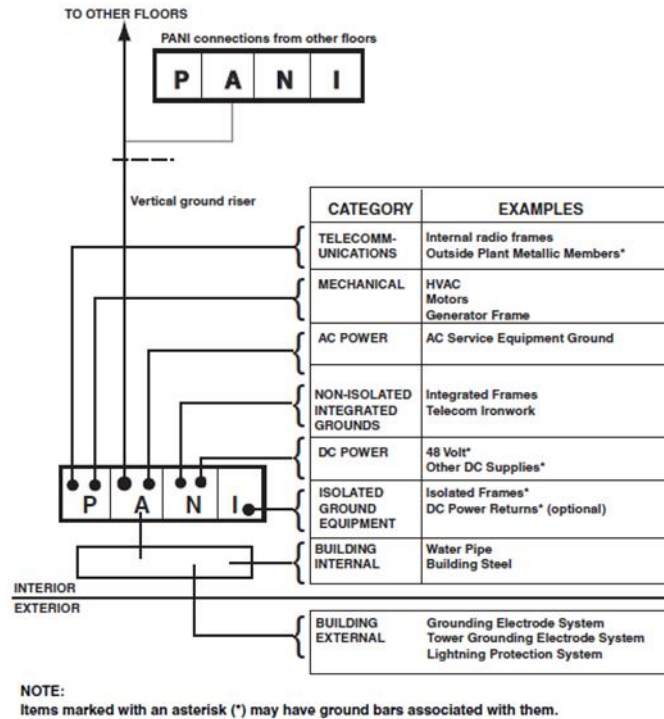 TO OTHER FLOORS
PANI connections from other floors
P A N I
Vertical ground riser
CATEGORY EXAMPLES
TELECOMM-
UNICATIONS
Internal radio frames
Outside Plant Metallic Members*
MECHANICAL
HVAC
Motors
Generator Frame
AC POWER
AC Service Equipment Ground
NON-ISOLATED
INTEGRATED
GROUNDS
Integrated Frames
Telecom Ironwork
DC POWER
48 Volt*
Other DC Supplies*
P A N I
ISOLATED
GROUND
EQUIPMENT
Isolated Frames*
DC Power Returns* (optional)
BUILDING
INTERNAL
Water Pipe
Building Steel
INTERIOR
EXTERIOR
BUILDING
EXTERNAL
Grounding Electrode System
Tower Grounding Electrode System
Lightning Protection System
NOTE:
Items marked with an asterisk (*) may have ground bars associated with them.